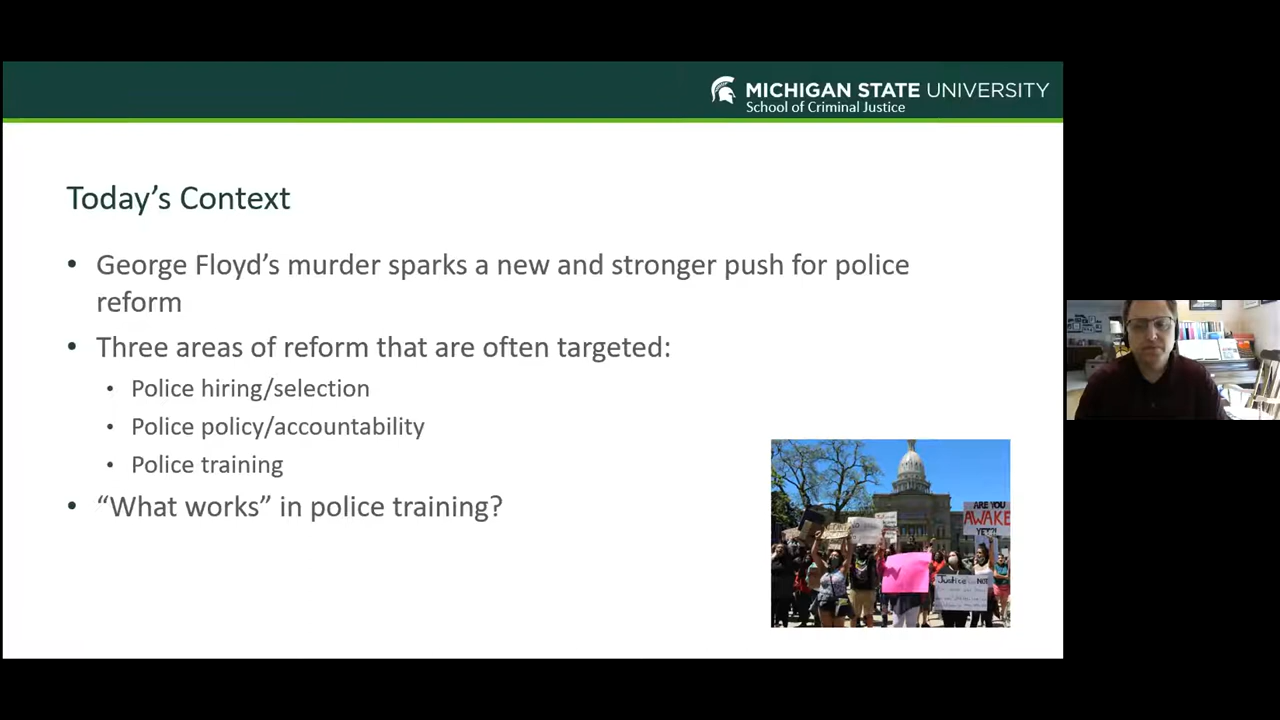 MICHIGAN STATE UNIVERSITY
School of Criminal Justice
Today’s Context
• George Floyd’s murder sparks a new and stronger push for police
reform
• Three areas of reform that are often targeted:
• Police hiring/selection
• Police policy/accountability
• Police training
• “What works” in police training?
ARE YOU
AWAKE
YET?!
Justice
NOT